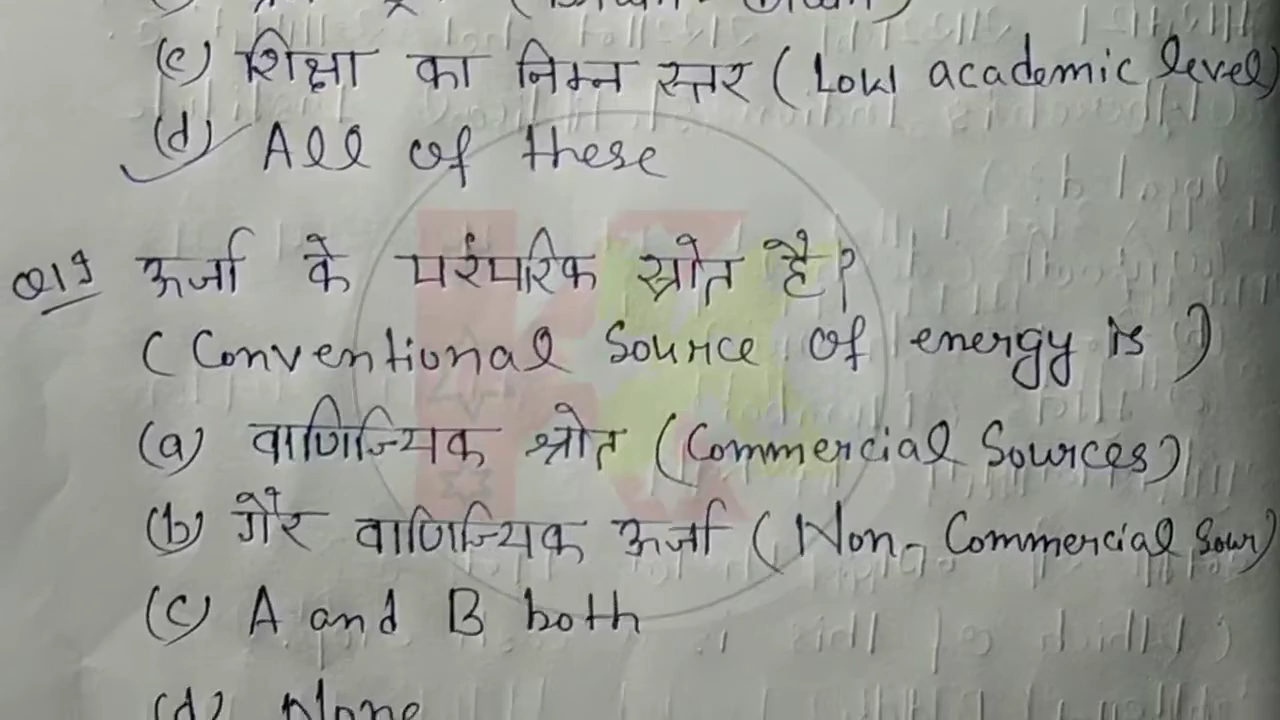 (c) शिक्षा का निम्न स्तर (Low academic level)
(d) All of these
Q19 ऊर्जा के परंपरिक स्रोत है?
(Conventional Source of energy is)
(a) वाणिज्यिक श्रोत (Commercial Sources)
(b) गैर वाणिज्यिक ऊर्जा (Non-Commercial Sour)
(c) A and B both
(d) None